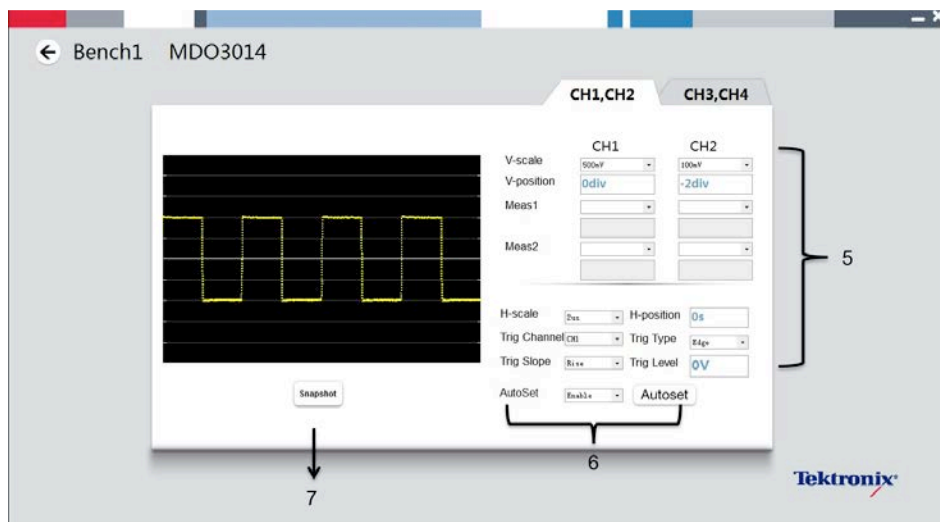 Bench1 MDO3014
CH1,CH2 CH3,CH4
CH1 CH2
V-scale 500mV 100mV
V-position 0div -2div
Meas1
Meas2
5
H-scale 2us H-position 0s
Trig Channel CH1 Trig Type Edge
Trig Slope Rise Trig Level 0V
Snapshot
AutoSet Enable Autoset
6
7
Tektronix